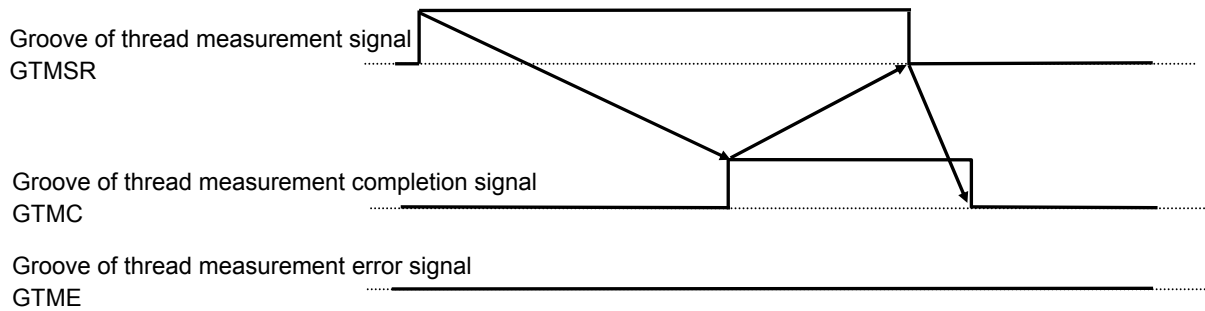 Groove of thread measurement signal
GTMSR
Groove of thread measurement completion signal
GTMC
Groove of thread measurement error signal
GTME